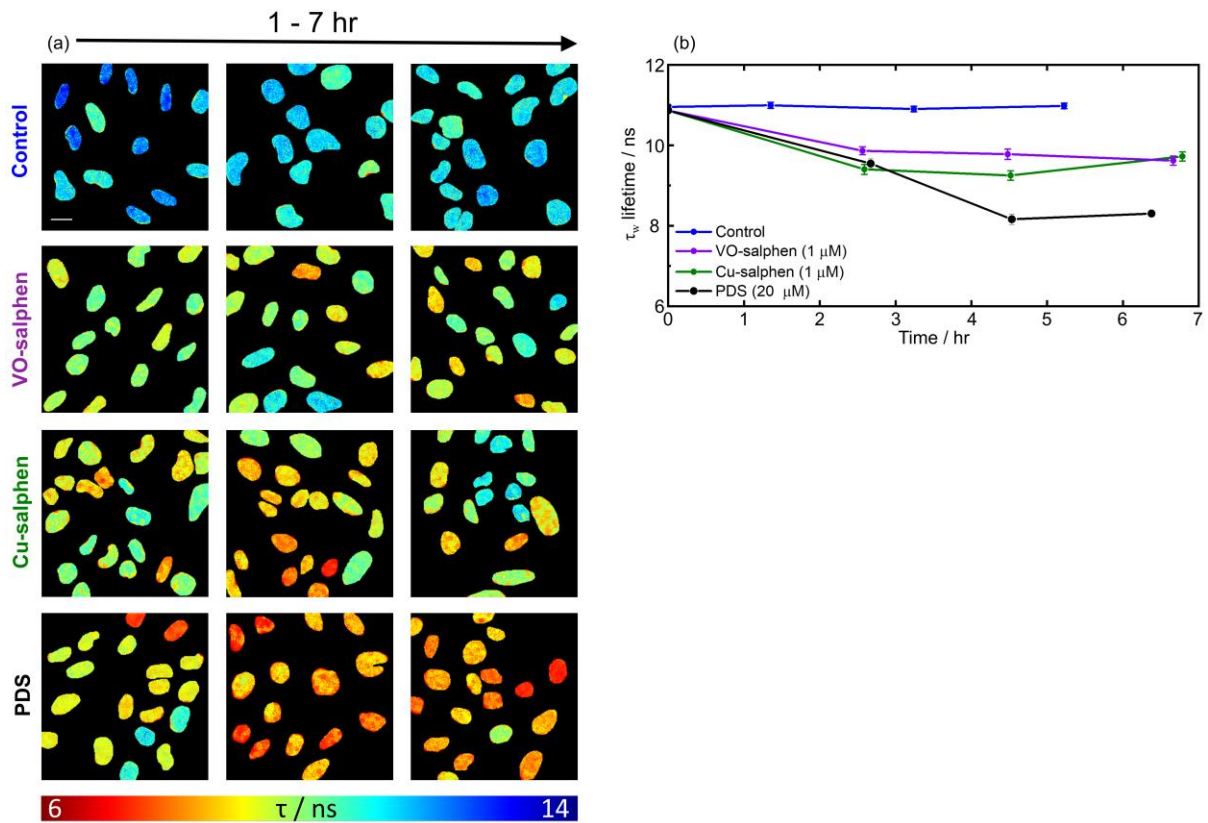 1 - 7 hr
(a)
Control
VO-salphen
Cu-salphen
PDS
6 τ / ns 14
(b)
12
10
8
6
τw lifetime / ns
Control
VO-salphen (1 μM)
Cu-salphen (1 μM)
PDS (20 μM)
0 1 2 3 4 5 6 7
Time / hr